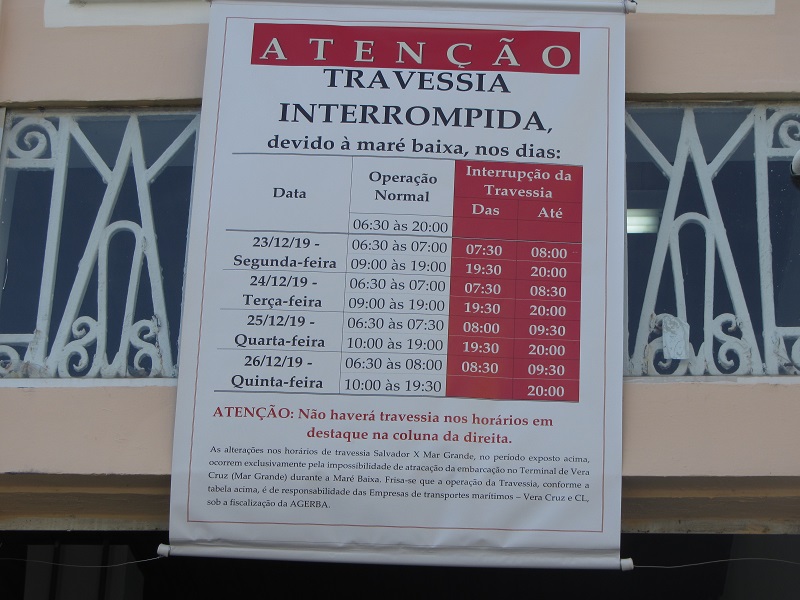 ATENÇÃO
TRAVESSIA
INTERROMPIDA,
devido à maré baixa, nos dias:
Data Operação Normal Interrupção da Travessia
Das Até
06:30 às 20:00
23/12/19 - Segunda-feira 06:30 às 07:00 07:30 08:00
09:00 às 19:00 19:30 20:00
24/12/19 - Terça-feira 06:30 às 07:00 07:30 08:30
09:00 às 19:00 19:30 20:00
25/12/19 - Quarta-feira 06:30 às 07:30 08:00 09:30
10:00 às 19:00 19:30 20:00
26/12/19 - Quinta-feira 06:30 às 08:00 08:30 09:30
10:00 às 19:30 20:00
ATENÇÃO: Não haverá travessia nos horários em
destaque na coluna da direita.
As alterações nos horários de travessia Salvador X Mar Grande, no período exposto acima,
ocorrem exclusivamente pela impossibilidade de atracação da embarcação no Terminal de Vera
Cruz (Mar Grande) durante a Maré Baixa. Frisa-se que a operação da Travessia, conforme a
tabela acima, é de responsabilidade das Empresas de transportes marítimos – Vera Cruz e CL,
sob a fiscalização da AGERBA.